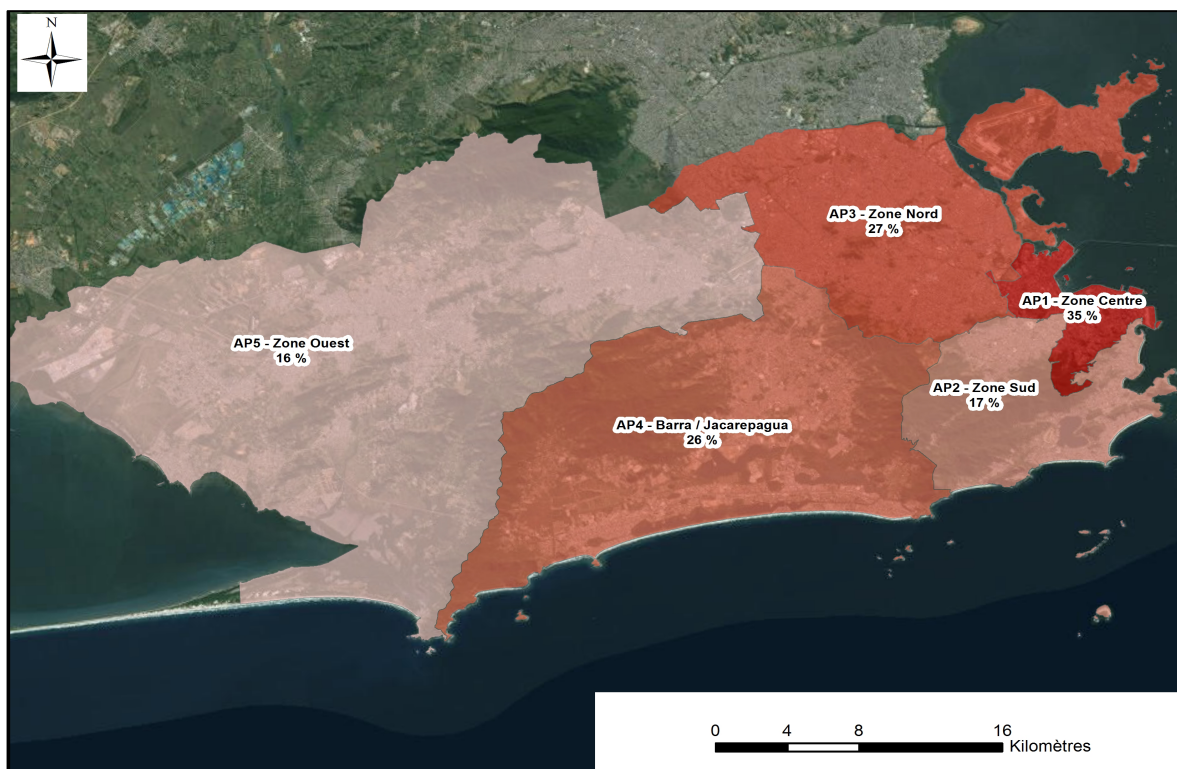 N
AP3 - Zone Nord
27 %
AP1 - Zone Centre
35 %
AP5 - Zone Ouest
16 %
AP2 - Zone Sud
17 %
AP4 - Barra / Jacarepagua
26 %
0 4 8 16
Kilomètres